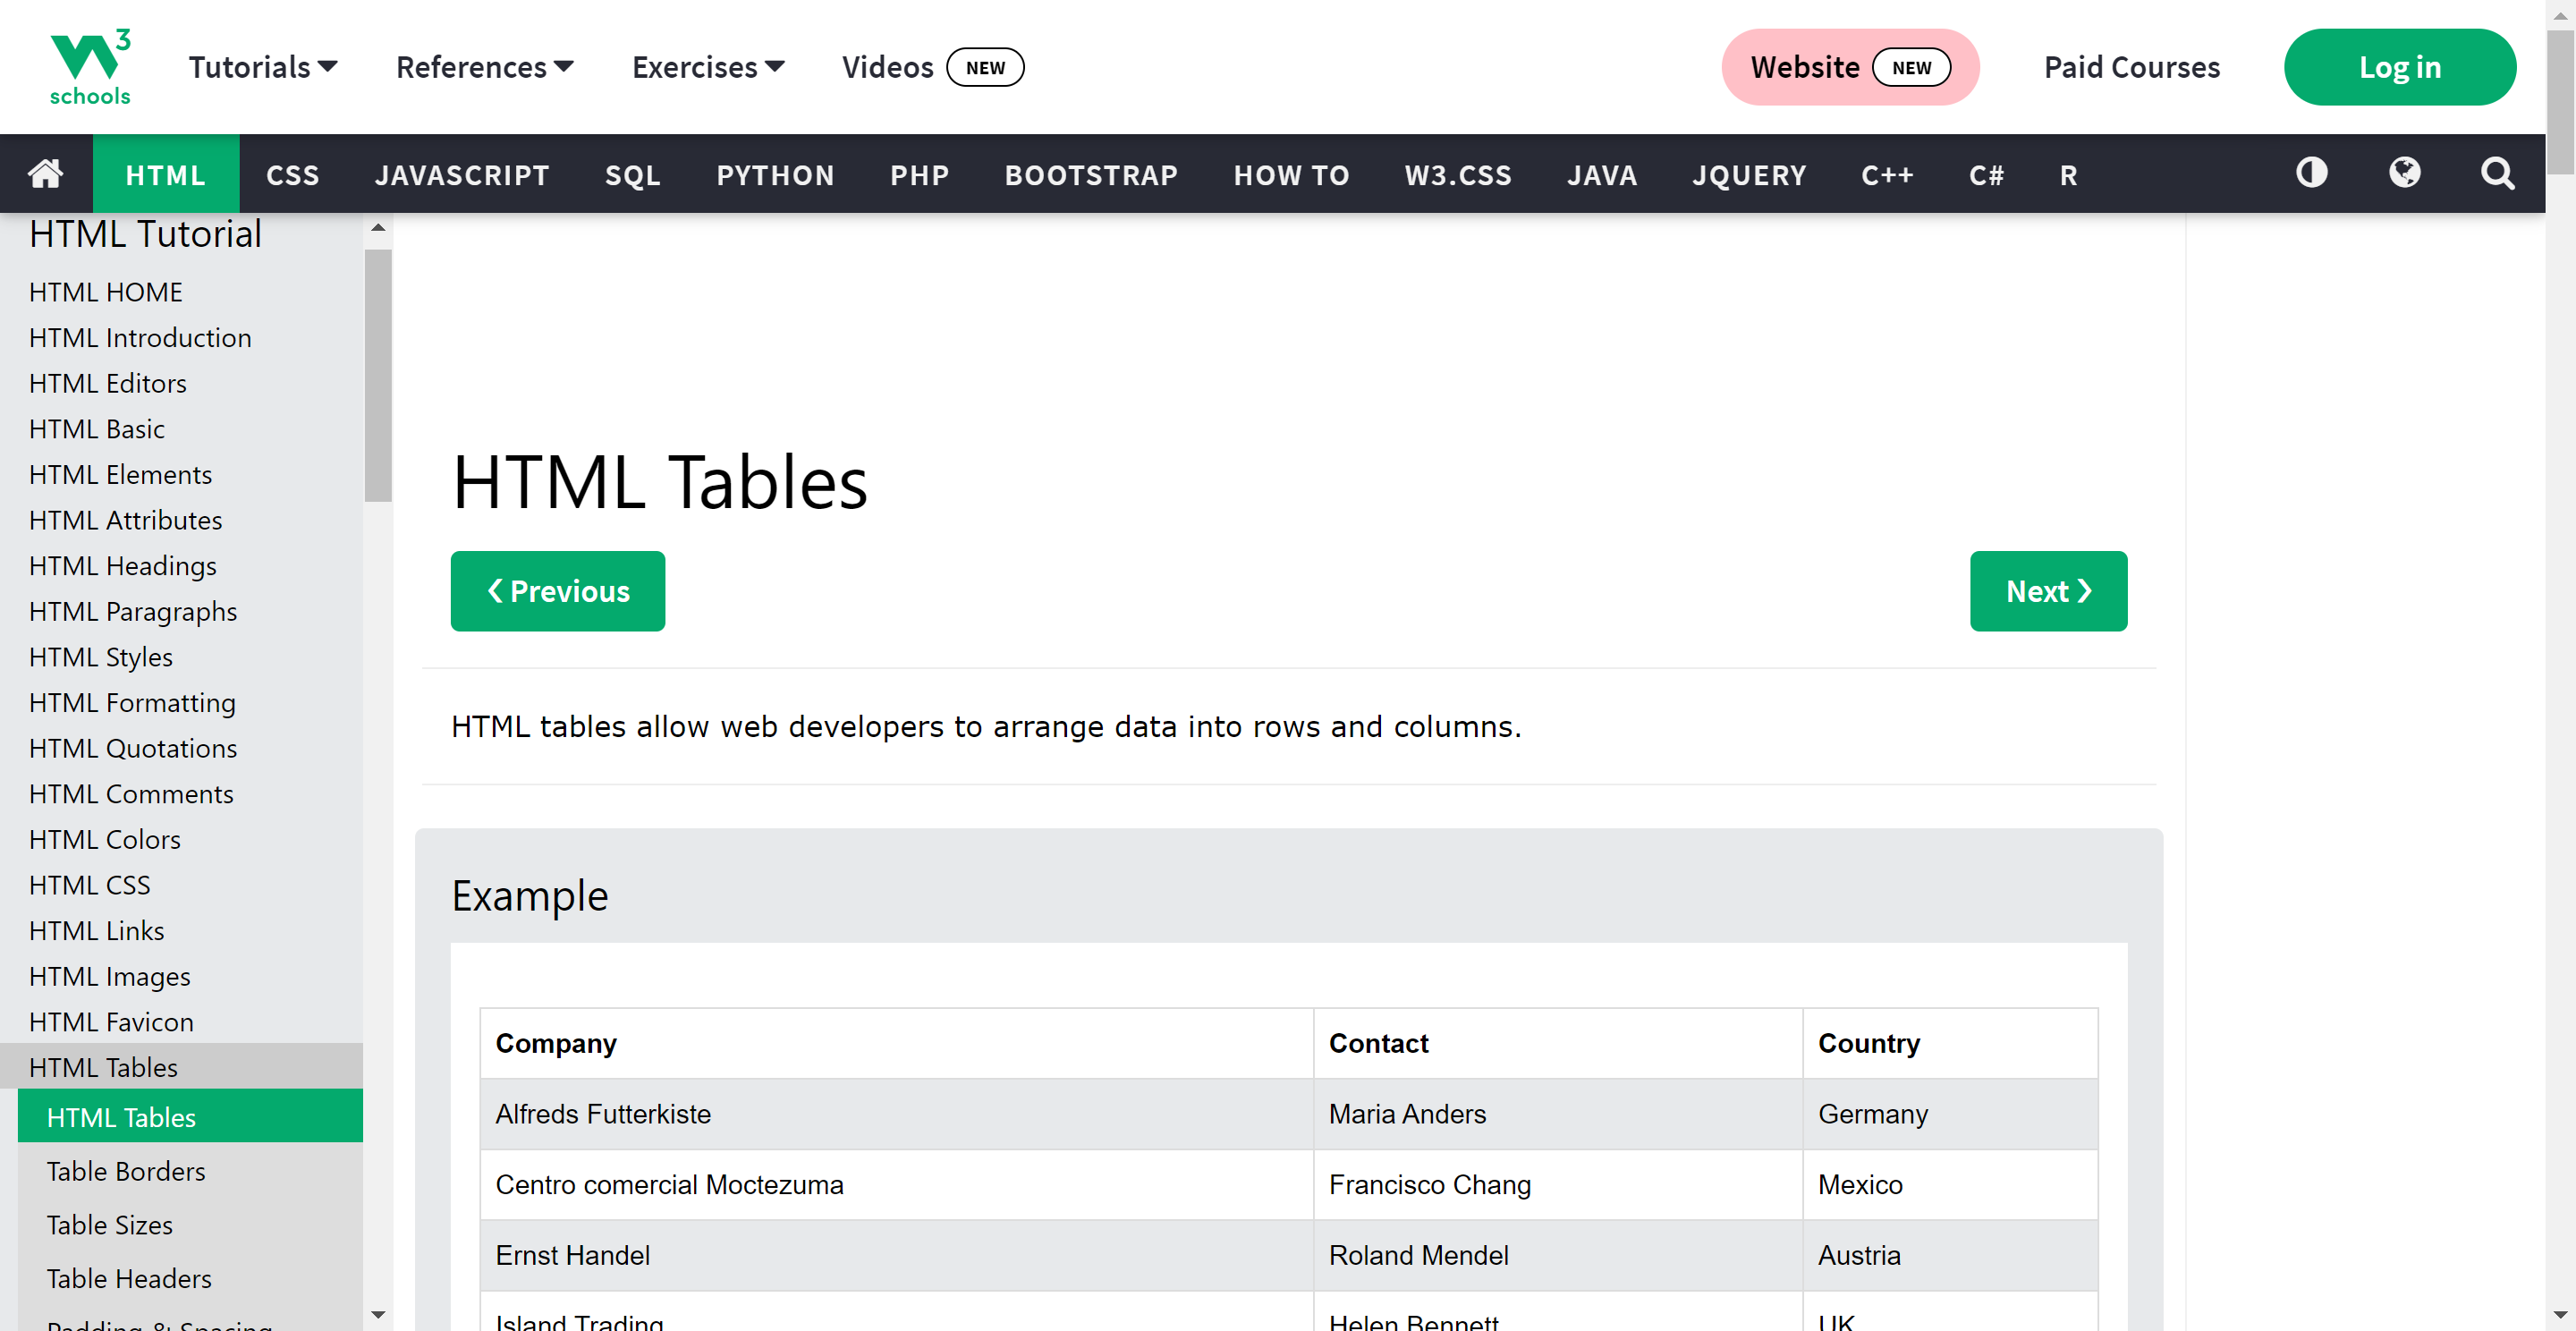 3
schools
Tutorials References Exercises Videos NEW Website NEW Paid Courses Log in
HTML CSS JAVASCRIPT SQL PYTHON PHP BOOTSTRAP HOW TO W3.CSS JAVA JQUERY C++ C# R
HTML Tutorial
HTML HOME
HTML Introduction
HTML Editors
HTML Basic
HTML Elements
HTML Attributes
HTML Headings
HTML Paragraphs
HTML Styles
HTML Formatting
HTML Quotations
HTML Comments
HTML Colors
HTML CSS
HTML Links
HTML Images
HTML Favicon
HTML Tables
HTML Tables
Table Borders
Table Sizes
Table Headers
Padding & Spacing
HTML Tables
❮ Previous
Next ❯
HTML tables allow web developers to arrange data into rows and columns.
Example
Company Contact Country
Alfreds Futterkiste Maria Anders Germany
Centro comercial Moctezuma Francisco Chang Mexico
Ernst Handel Roland Mendel Austria
Island Trading Helen Bennett UK